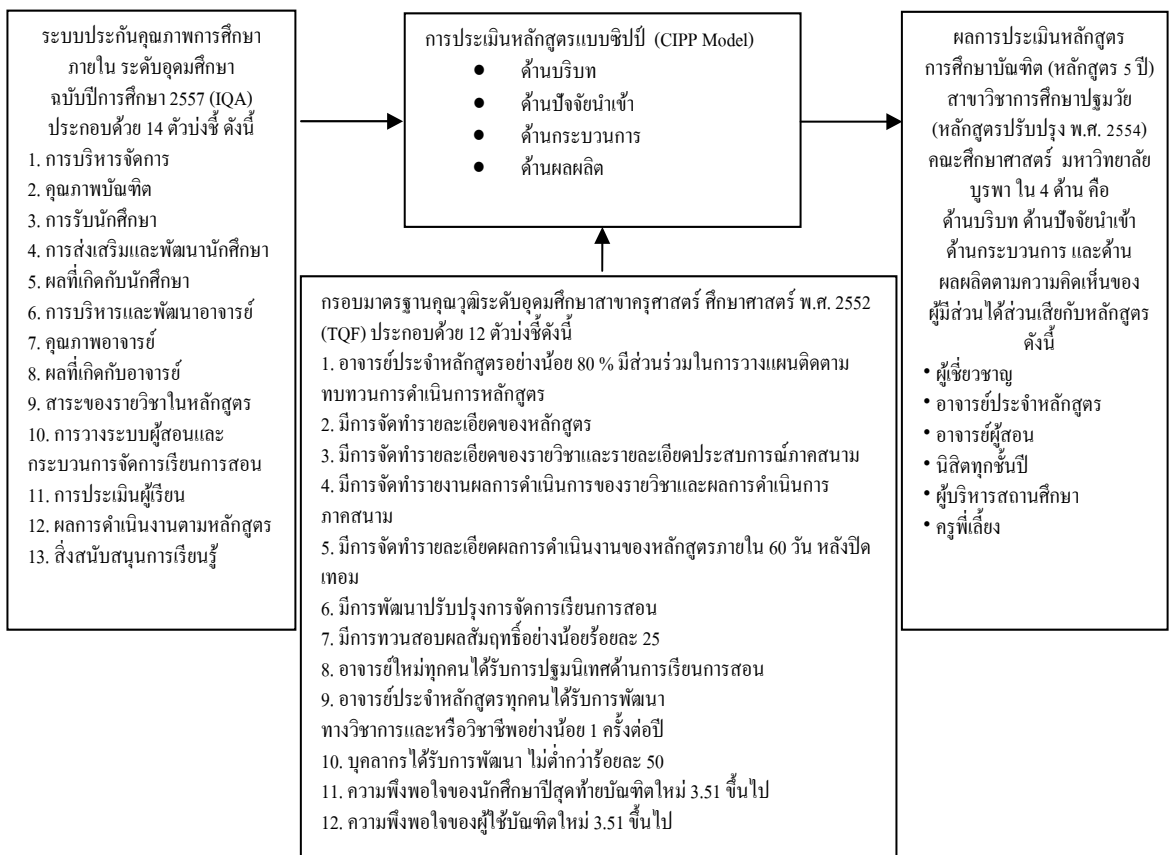 ระบบประกันคุณภาพการศึกษา
ภายใน ระดับอุดมศึกษา
ฉบับปีการศึกษา 2557 (IQA)
ประกอบด้วย 14 ตัวบ่งชี้ ดังนี้
1. การบริหารจัดการ
2. คุณภาพบัณฑิต
3. การรับนักศึกษา
4. การส่งเสริมและพัฒนานักศึกษา
5. ผลที่เกิดกับนักศึกษา
6. การบริหารและพัฒนาอาจารย์
7. คุณภาพอาจารย์
8. ผลที่เกิดกับอาจารย์
9. สาระของรายวิชาในหลักสูตร
10. การวางระบบผู้สอนและ
กระบวนการจัดการเรียนการสอน
11. การประเมินผู้เรียน
12. ผลการดำเนินงานตามหลักสูตร
13. สิ่งสนับสนุนการเรียนรู้
การประเมินหลักสูตรแบบซิปป์ (CIPP Model)
● ด้านบริบท
● ด้านปัจจัยนำเข้า
● ด้านกระบวนการ
● ด้านผลผลิต
กรอบมาตรฐานคุณวุฒิระดับอุดมศึกษาสาขาครุศาสตร์ ศึกษาศาสตร์ พ.ศ. 2552
(TQF) ประกอบด้วย 12 ตัวบ่งชี้ดังนี้
1. อาจารย์ประจำหลักสูตรอย่างน้อย 80 % มีส่วนร่วมในการวางแผนติดตาม
ทบทวนการดำเนินการหลักสูตร
2. มีการจัดทำรายละเอียดของหลักสูตร
3. มีการจัดทำรายละเอียดของรายวิชาและรายละเอียดประสบการณ์ภาคสนาม
4. มีการจัดทำรายงานผลการดำเนินการของรายวิชาและผลการดำเนินการ
ภาคสนาม
5. มีการจัดทำรายละเอียดผลการดำเนินงานของหลักสูตรภายใน 60 วัน หลังปิด
เทอม
6. มีการพัฒนาปรับปรุงการจัดการเรียนการสอน
7. มีการทวนสอบผลสัมฤทธิ์อย่างน้อยร้อยละ 25
8. อาจารย์ใหม่ทุกคนได้รับการปฐมนิเทศด้านการเรียนการสอน
9. อาจารย์ประจำหลักสูตรทุกคนได้รับการพัฒนา
ทางวิชาการและหรือวิชาชีพอย่างน้อย 1 ครั้งต่อปี
10. บุคลากรได้รับการพัฒนา ไม่ต่ำกว่าร้อยละ 50
11. ความพึงพอใจของนักศึกษาปีสุดท้ายบัณฑิตใหม่ 3.51 ขึ้นไป
12. ความพึงพอใจของผู้ใช้บัณฑิตใหม่ 3.51 ขึ้นไป
ผลการประเมินหลักสูตร
การศึกษาบัณฑิต (หลักสูตร 5 ปี)
สาขาวิชาการศึกษาปฐมวัย
(หลักสูตรปรับปรุง พ.ศ. 2554)
คณะศึกษาศาสตร์ มหาวิทยาลัย
บูรพา ใน 4 ด้าน คือ
ด้านบริบท ด้านปัจจัยนำเข้า
ด้านกระบวนการ และด้าน
ผลผลิตตามความคิดเห็นของ
ผู้มีส่วนได้ส่วนเสียกับหลักสูตร
ดังนี้
• ผู้เชี่ยวชาญ
• อาจารย์ประจำหลักสูตร
• อาจารย์ผู้สอน
• นิสิตทุกชั้นปี
• ผู้บริหารสถานศึกษา
• ครูพี่เลี้ยง